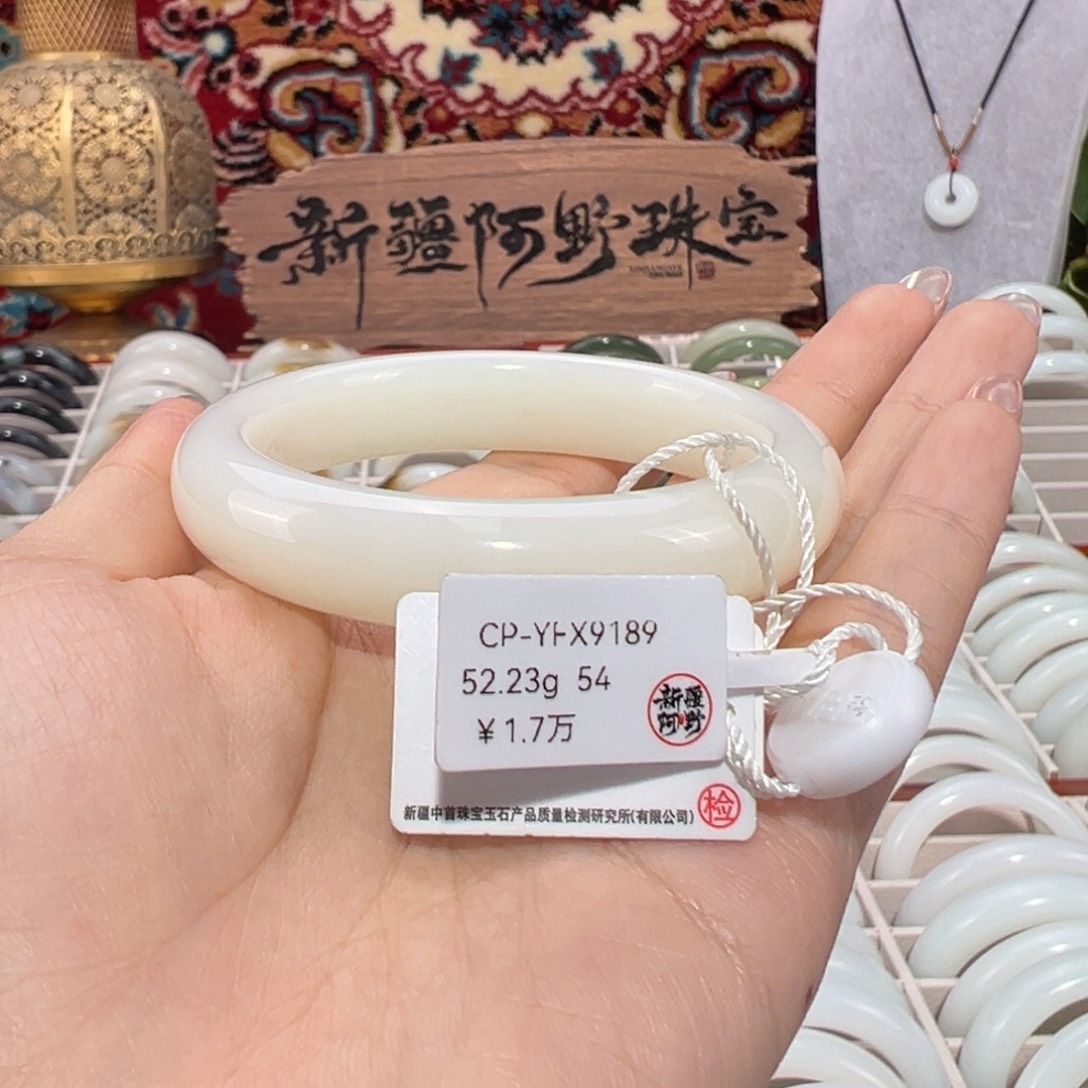 新疆阿野珠宝
CP-YFX9189
52.23g 54
￥1.7万
新疆
阿野
新疆中首珠宝玉石产品质量检测研究所(有限公司)
检